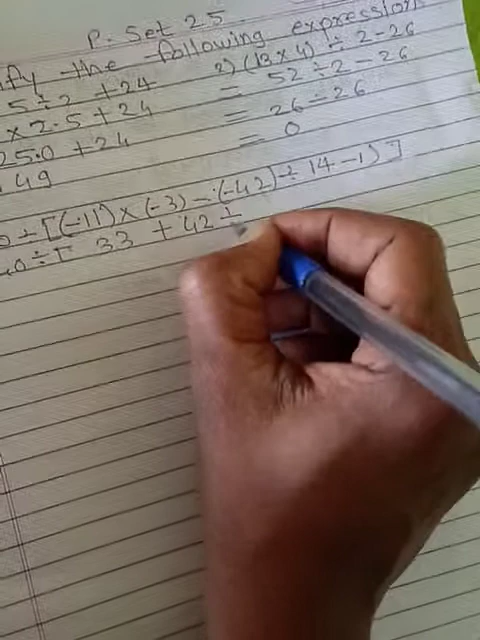 P. Set 25
the following expression
5÷2 +24
× 2.5 + 24
25.0 + 24
49
2) (13 × 4) ÷ 2 - 26
= 52 ÷ 2 - 26
= 26 - 26
= 0
÷ [(-11) × (-3) - (-42) ÷ 14 - 1) ]
÷ [ 33 + 42 ÷